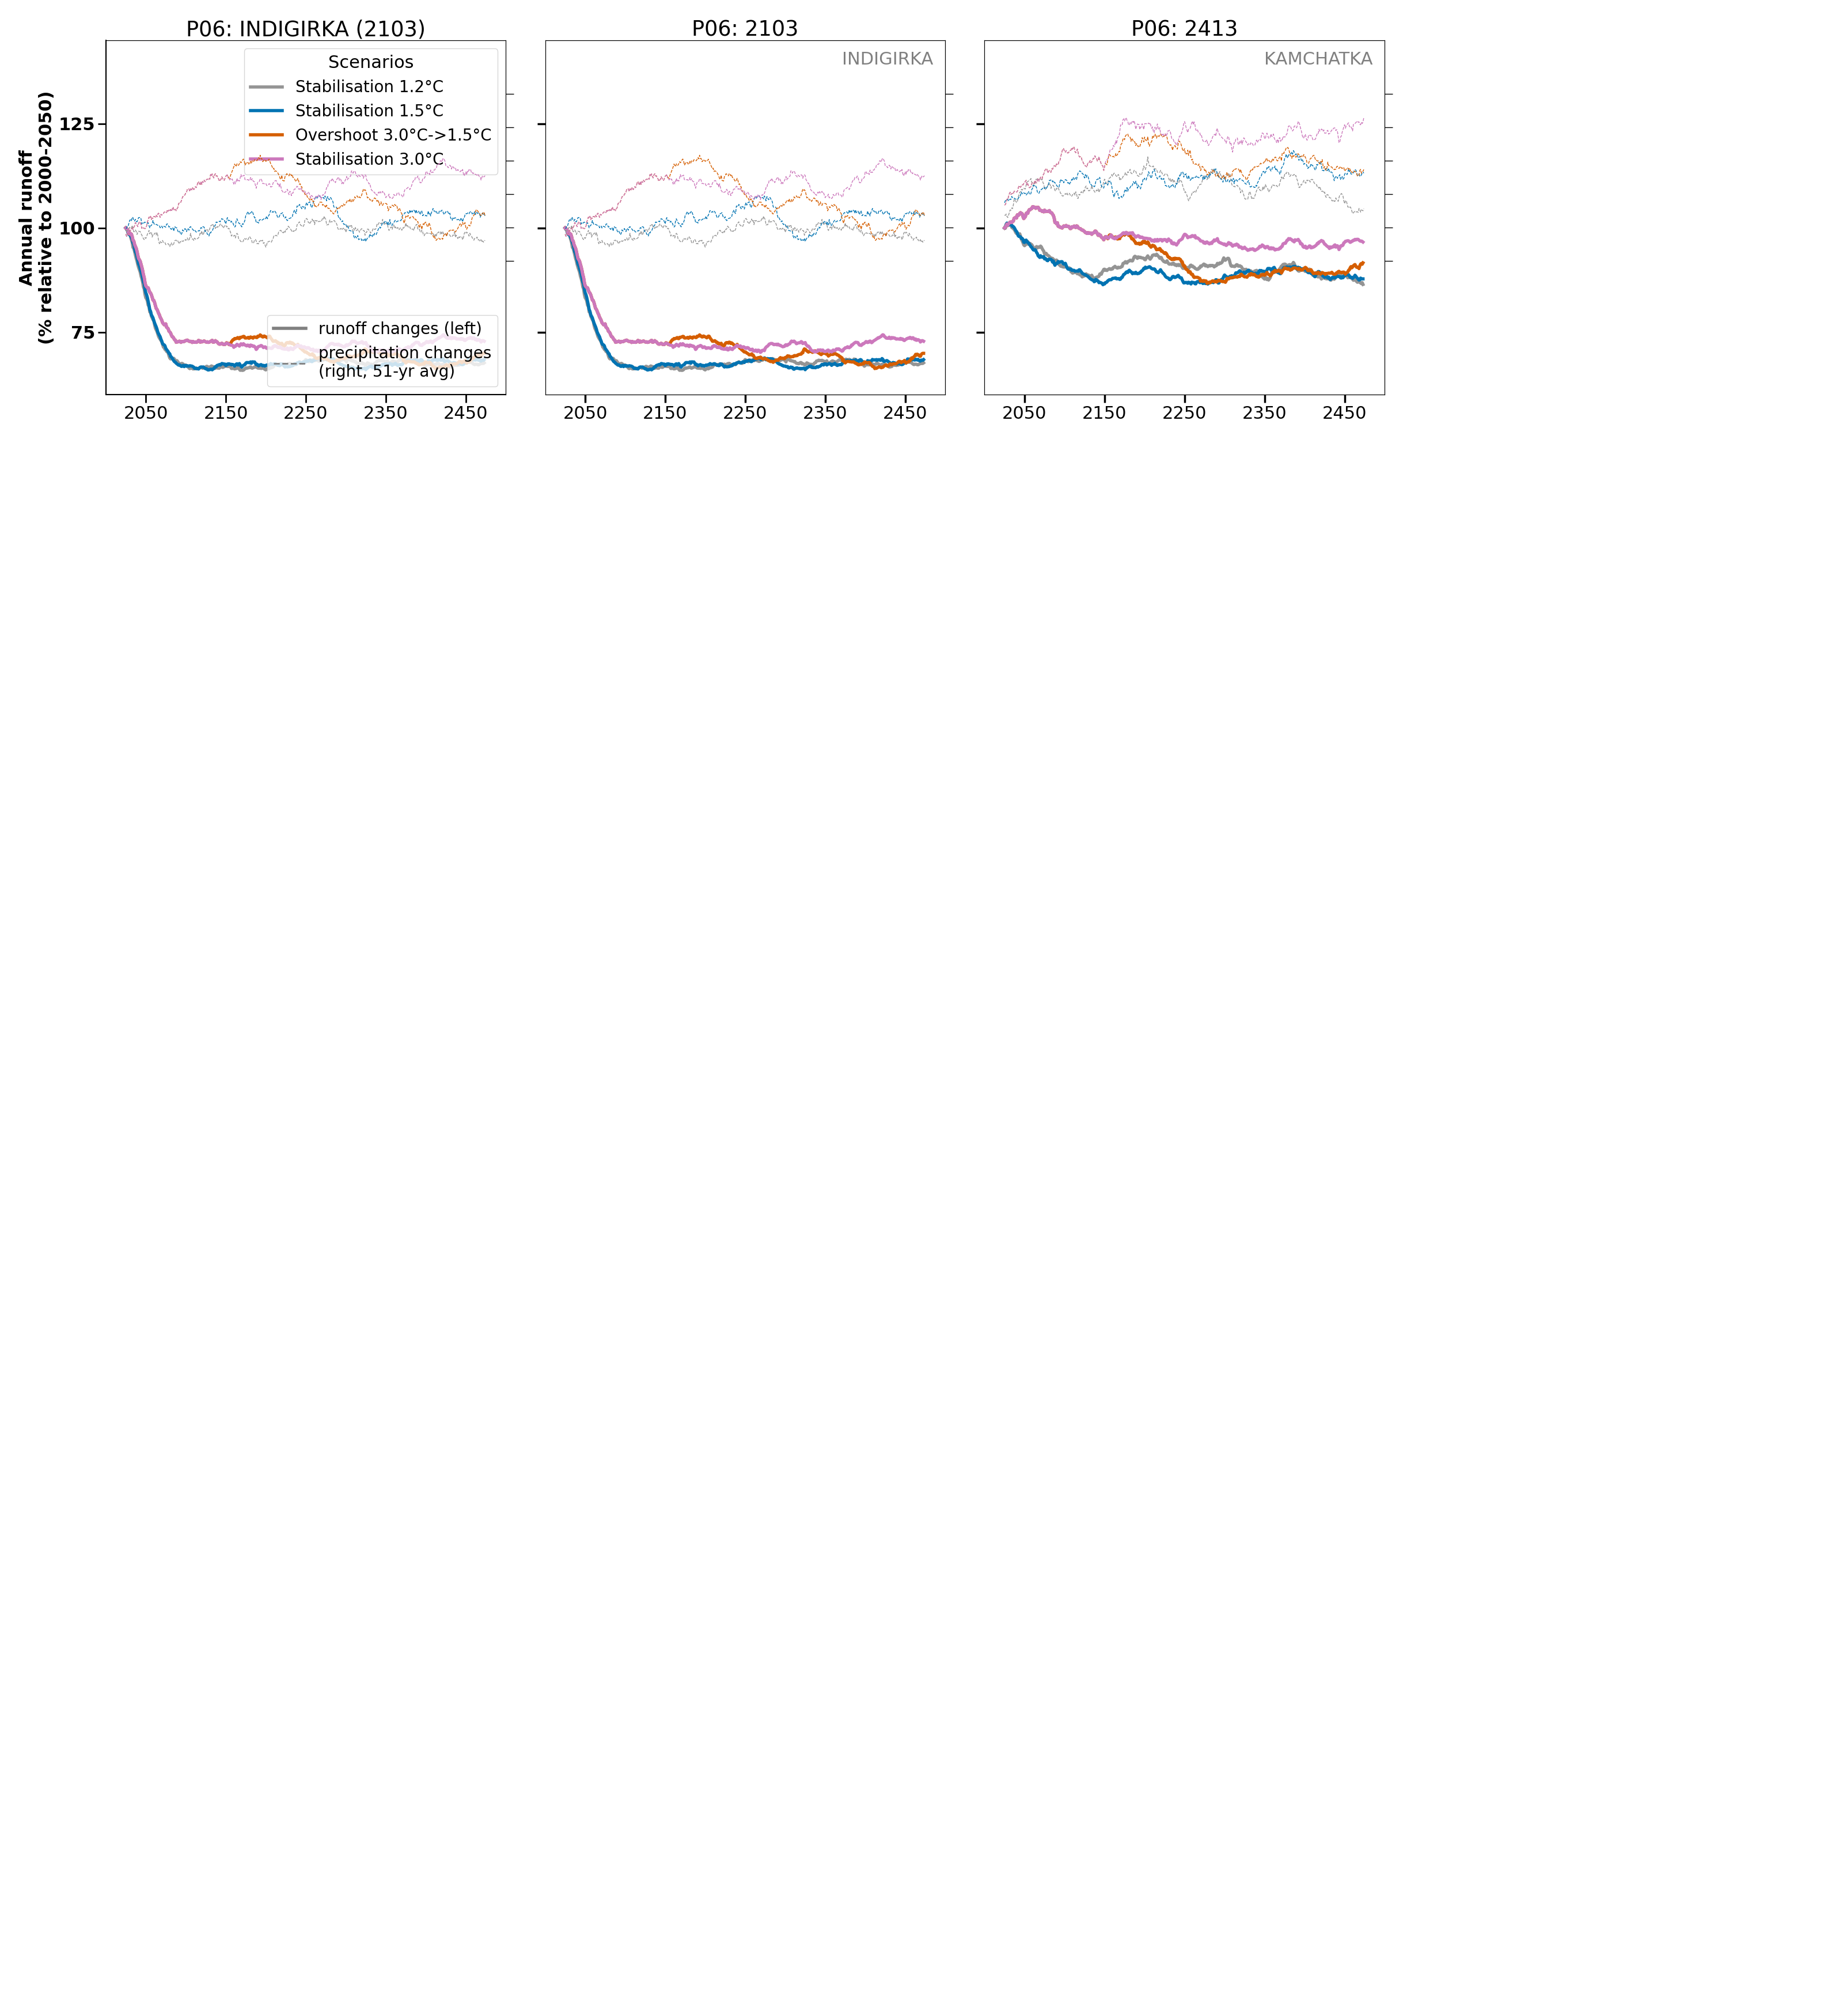 P06: INDIGIRKA (2103)
P06: 2103
P06: 2413
Annual runoff
(% relative to 2000-2050)
125
100
75
Scenarios
Stabilisation 1.2°C
Stabilisation 1.5°C
Overshoot 3.0°C->1.5°C
Stabilisation 3.0°C
runoff changes (left)
precipitation changes
(right, 51-yr avg)
INDIGIRKA
KAMCHATKA
2050 2150 2250 2350 2450
2050 2150 2250 2350 2450
2050 2150 2250 2350 2450